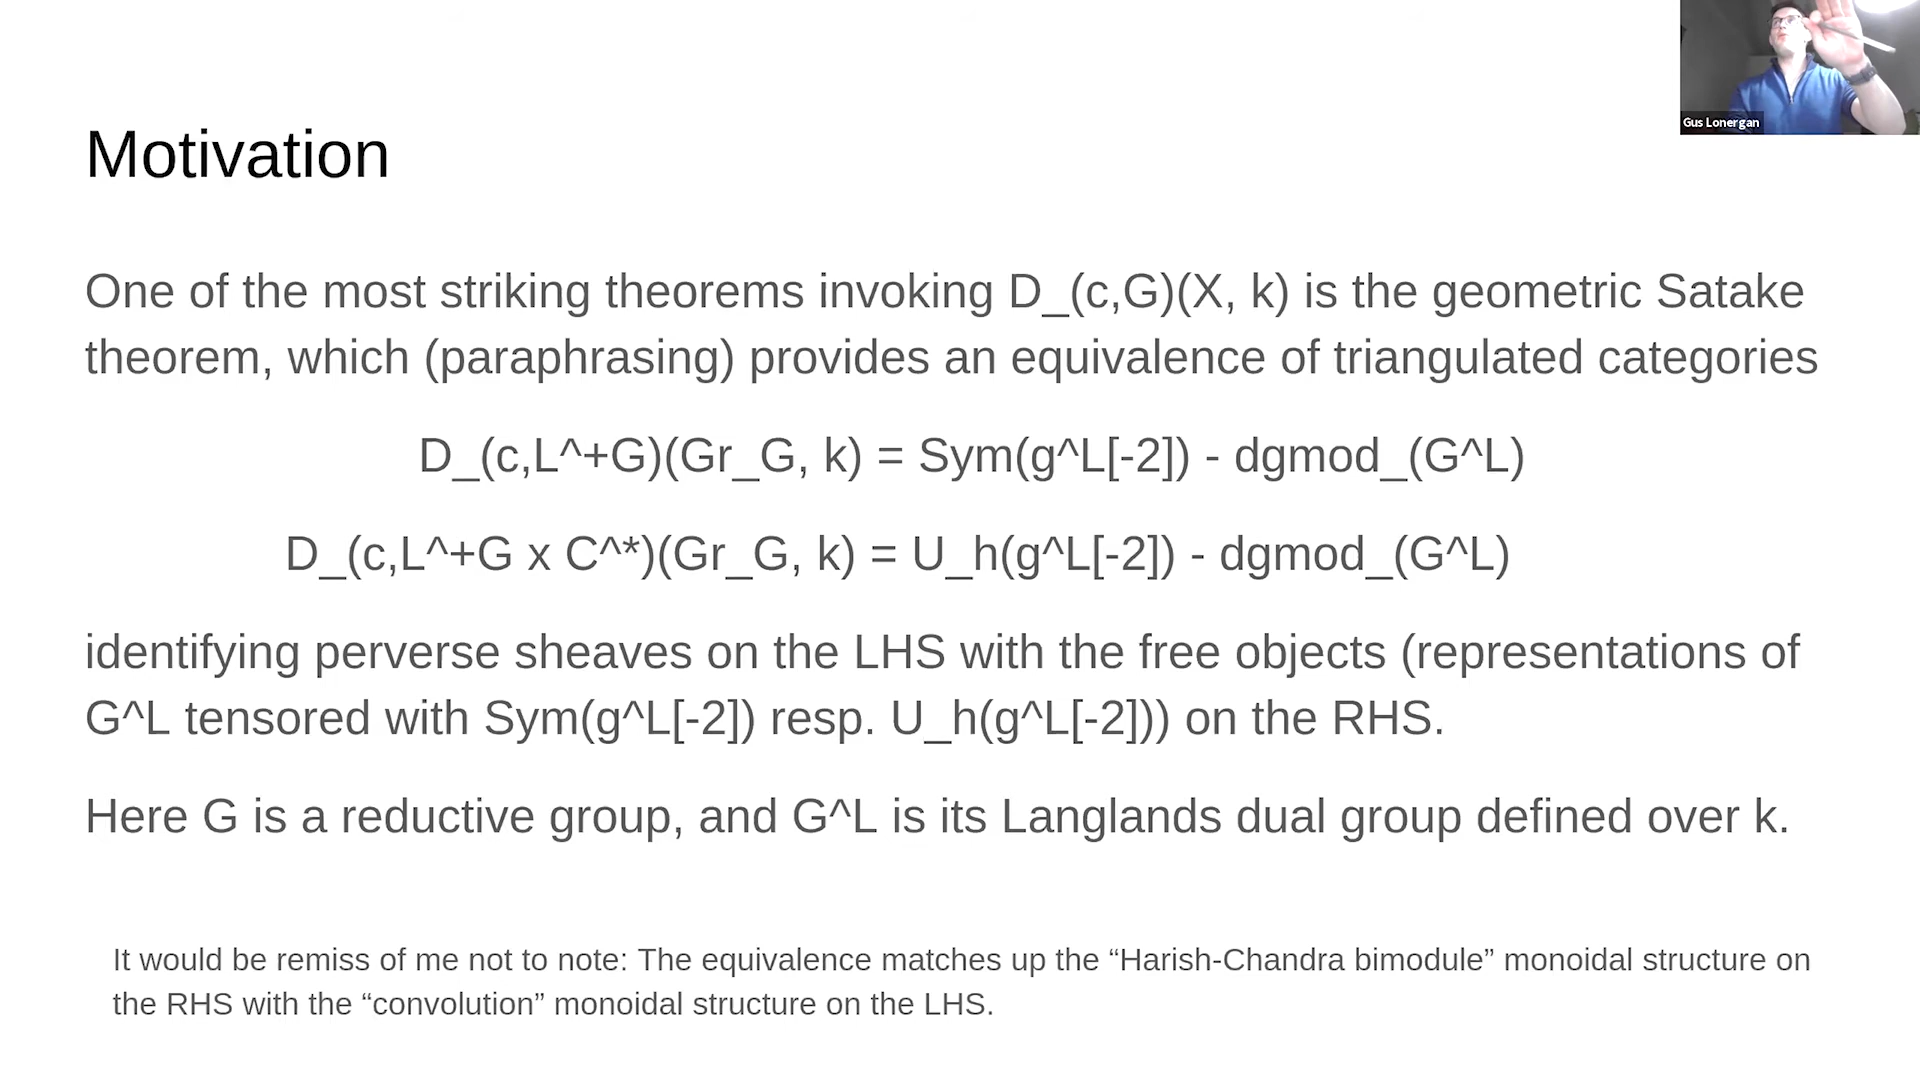 Gus Lonergan
Motivation
One of the most striking theorems invoking D_(c,G)(X, k) is the geometric Satake
theorem, which (paraphrasing) provides an equivalence of triangulated categories
D_(c,L^+G)(Gr_G, k) = Sym(g^L[-2]) - dgmod_(G^L)
D_(c,L^+G x C^*)(Gr_G, k) = U_h(g^L[-2]) - dgmod_(G^L)
identifying perverse sheaves on the LHS with the free objects (representations of
G^L tensored with Sym(g^L[-2]) resp. U_h(g^L[-2])) on the RHS.
Here G is a reductive group, and G^L is its Langlands dual group defined over k.
It would be remiss of me not to note: The equivalence matches up the “Harish-Chandra bimodule” monoidal structure on
the RHS with the “convolution” monoidal structure on the LHS.